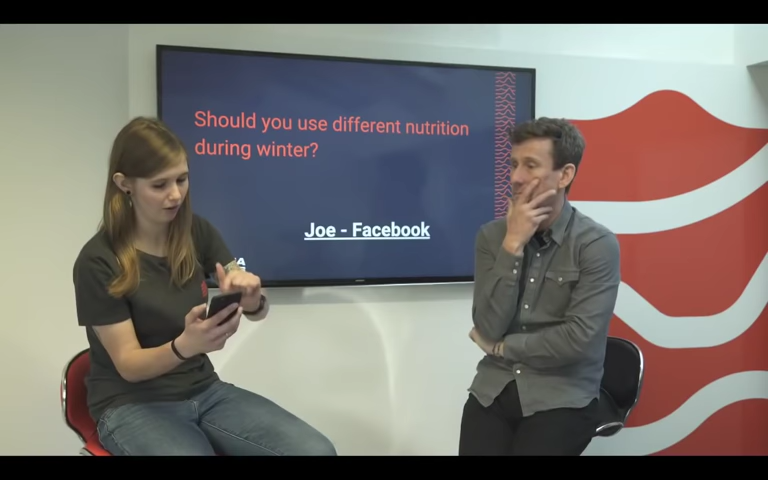 Should you use different nutrition
during winter?
Joe - Facebook